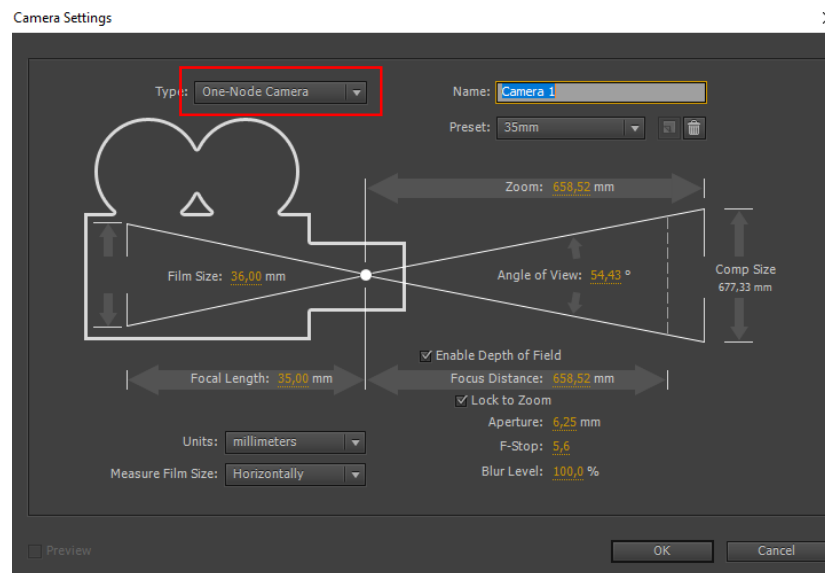 Camera Settings
Type: One-Node Camera
Name: Camera 1
Preset: 35mm
Zoom: 658,52 mm
Film Size: 36,00 mm
Angle of View: 54,43 °
Comp Size
677,33 mm
Enable Depth of Field
Focal Length: 35,00 mm
Focus Distance: 658,52 mm
Lock to Zoom
Aperture: 6,25 mm
Units: millimeters
F-Stop: 5,6
Measure Film Size: Horizontally
Blur Level: 100,0 %
Preview
OK
Cancel